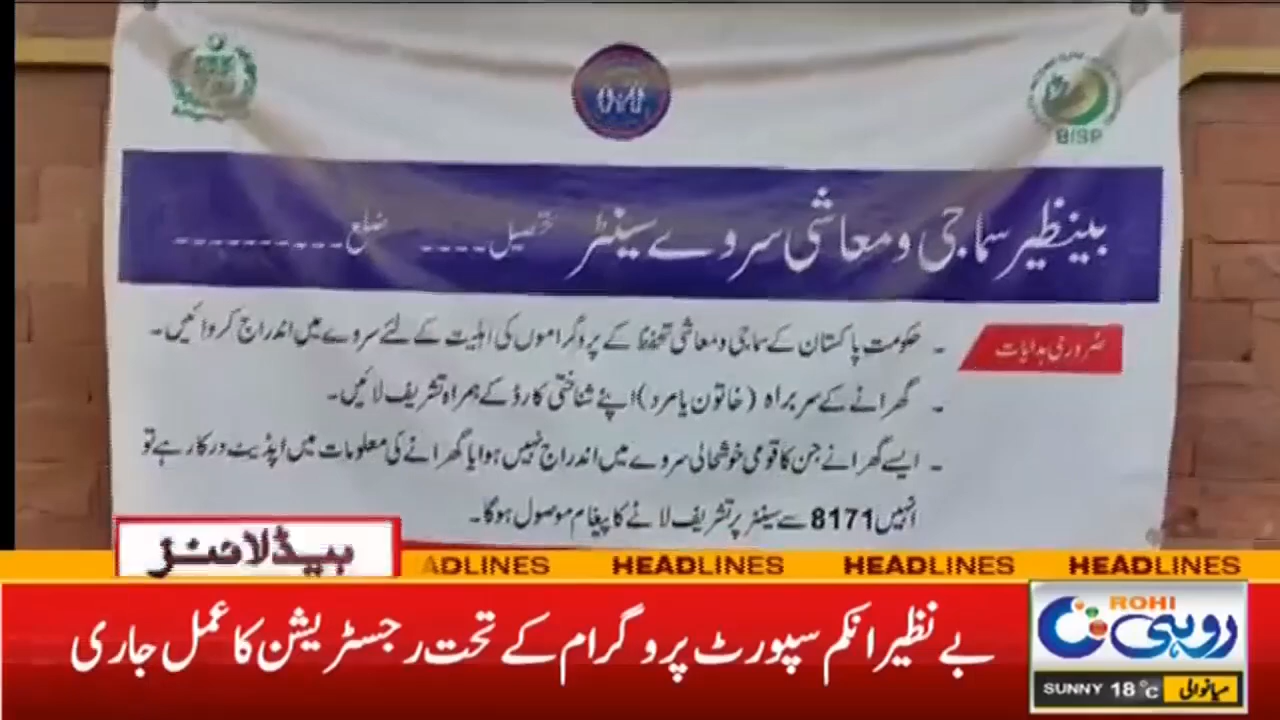 BISP
بینظیر سماجی و معاشی سروے سینٹر تحصیل---- ضلع----------
ضروری ہدایات
- حکومت پاکستان کے سماجی و معاشی تحفظ کے پروگراموں کی اہلیت کے لئے سروے میں اندراج کروائیں۔
- گھرانے کے سربراہ (خاتون یا مرد) اپنے شناختی کارڈ کے ہمراہ تشریف لائیں۔
- ایسے گھرانے جن کا قومی خوشحالی سروے میں اندراج نہیں ہوا یا گھرانے کی معلومات میں اپڈیٹ درکار ہے تو
انہیں 8171 سے سینٹر پر تشریف لانے کا پیغام موصول ہوگا۔
ہیڈلائنز
ADLINES HEADLINES HEADLINES HEADLINES
بے نظیر انکم سپورٹ پروگرام کے تحت رجسٹریشن کا عمل جاری
ROHI
روہی
SUNNY 18°C میانوالی